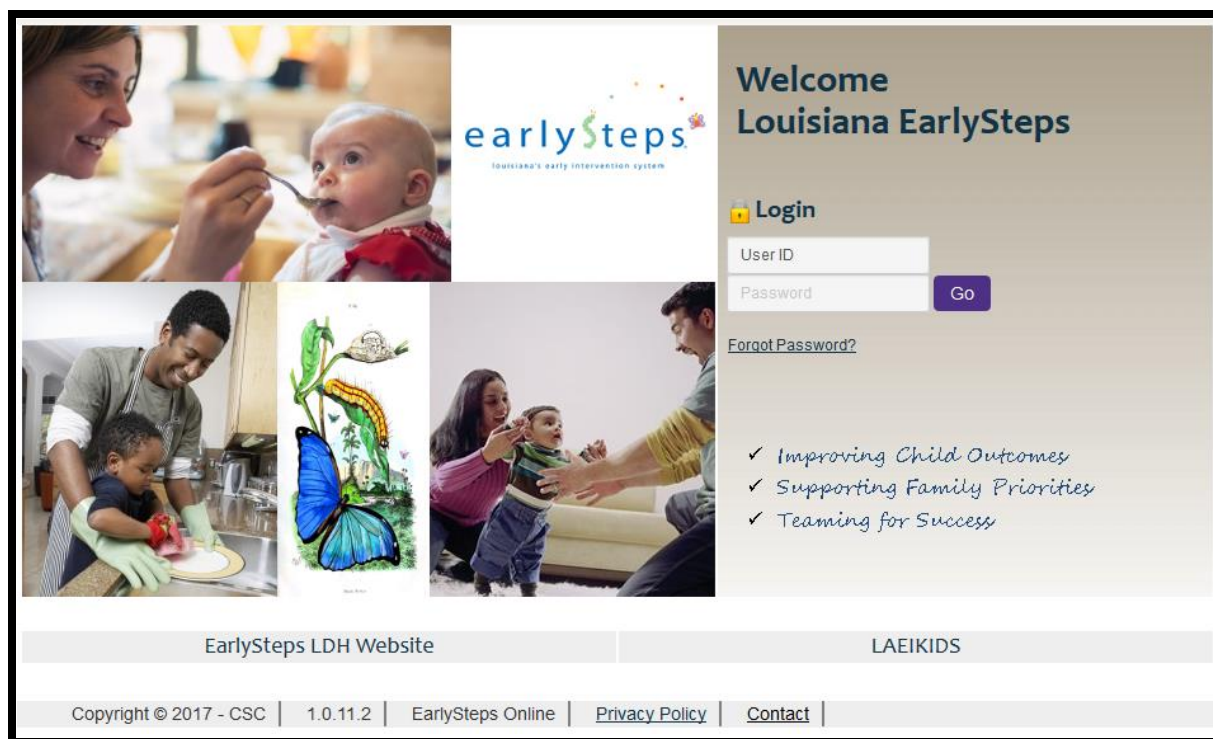 earlySteps
louisiana's early intervention system
Welcome
Louisiana EarlySteps
Login
User ID
Password
Go
Forgot Password?
✓ Improving Child Outcomes
✓ Supporting Family Priorities
✓ Teaming for Success
EarlySteps LDH Website
LAEIKIDS
Copyright © 2017 - CSC | 1.0.11.2 | EarlySteps Online | Privacy Policy | Contact |